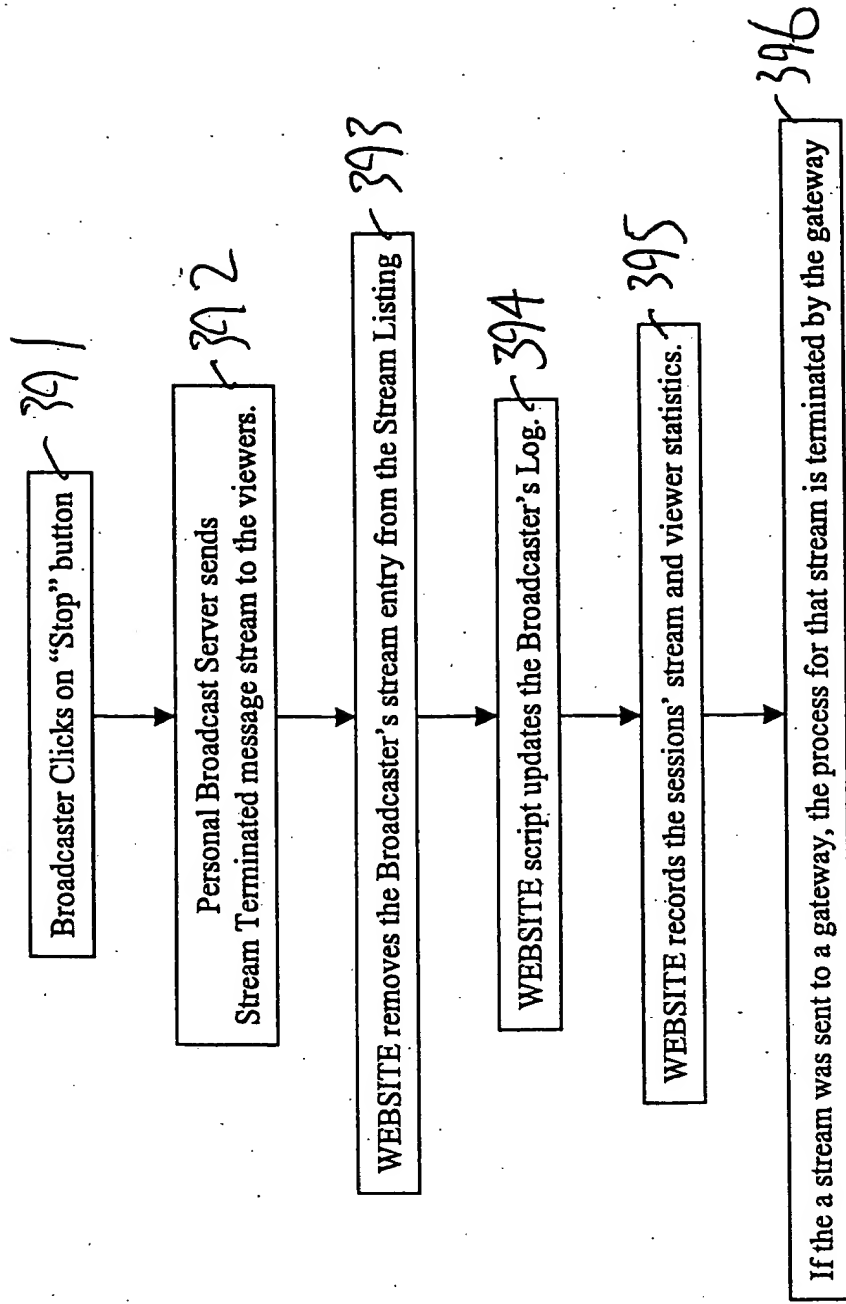 Broadcaster Clicks on “Stop” button 391
Personal Broadcast Server sends
Stream Terminated message stream to the viewers. 392
WEBSITE removes the Broadcaster's stream entry from the Stream Listing 393
WEBSITE script updates the Broadcaster's Log. 394
WEBSITE records the sessions' stream and viewer statistics. 395
If the a stream was sent to a gateway, the process for that stream is terminated by the gateway 396